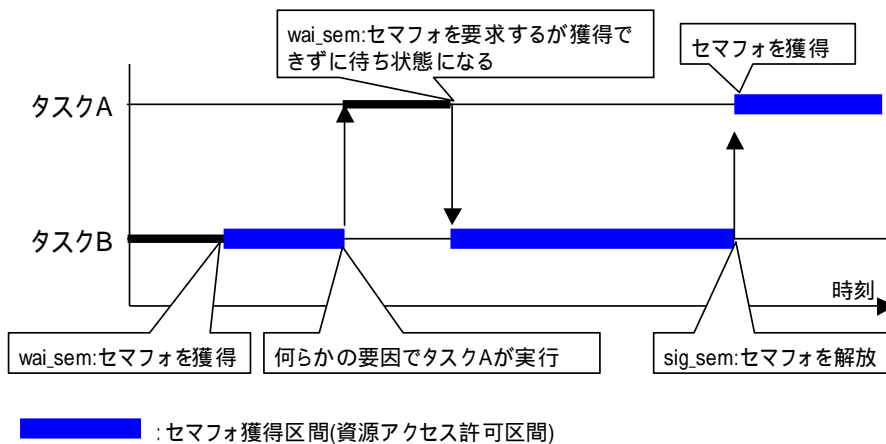 wai_sem:セマフォを要求するが獲得で
きずに待ち状態になる
セマフォを獲得
タスクA
タスクB
時刻
wai_sem:セマフォを獲得
何らかの要因でタスクAが実行
sig_sem:セマフォを解放
:セマフォ獲得区間(資源アクセス許可区間)